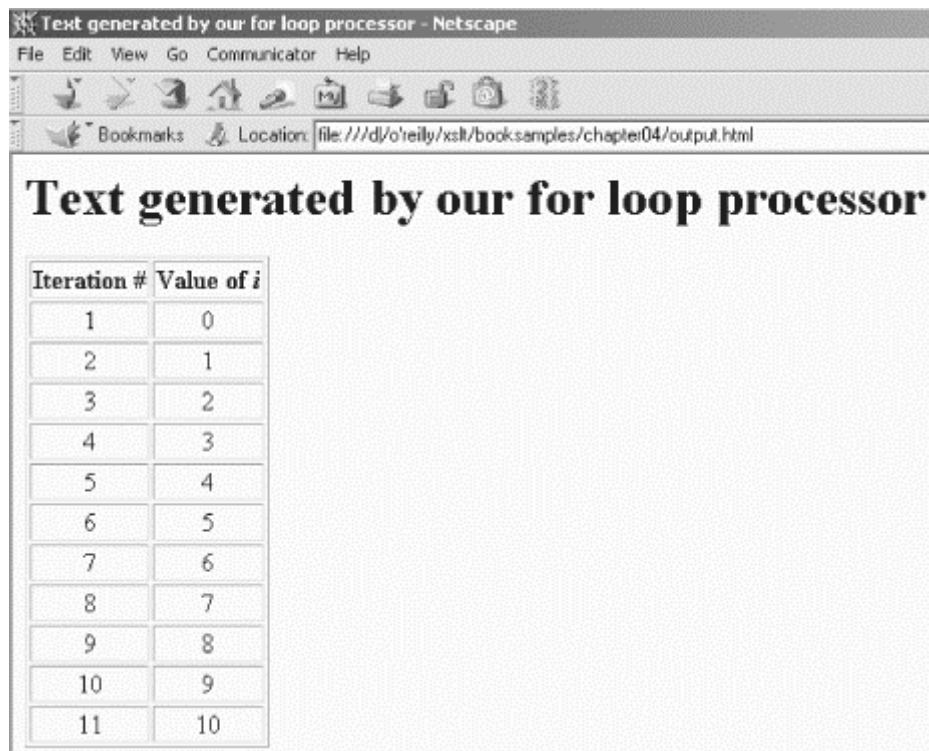 Text generated by our for loop processor - Netscape
File Edit View Go Communicator Help
My
Bookmarks Location: file:///d|/o'reilly/xslt/booksamples/chapter04/output.html
Text generated by our for loop processor
Iteration # Value of i
1 0
2 1
3 2
4 3
5 4
6 5
7 6
8 7
9 8
10 9
11 10